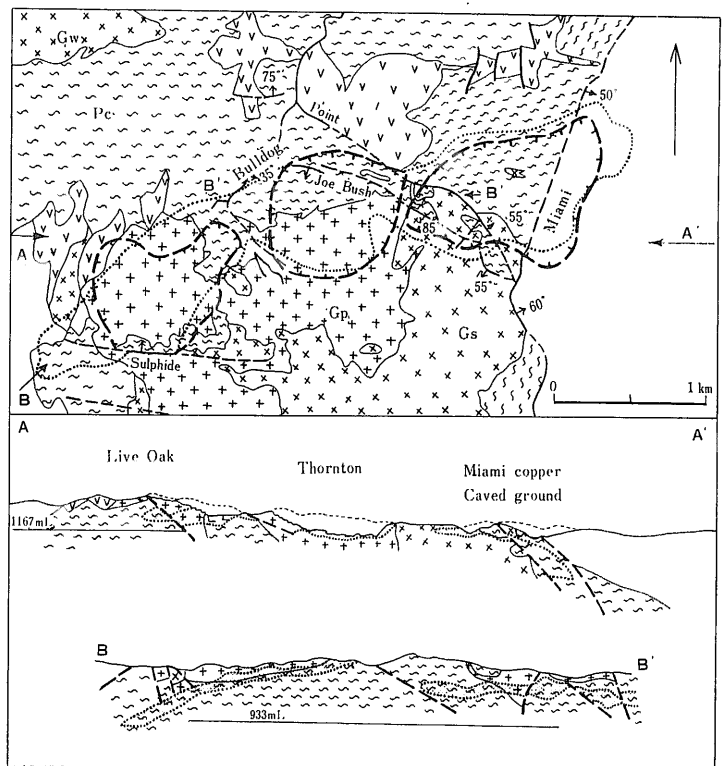 Gw
Pc
75°
50°
Point
Bulldog
B'
35
Joe Bush
B
Miami
55
85
A
A'
55°
Gp
Gs
60°
Sulphide
B
0 1 km
A A'
Live Oak Thornton Miami copper
Caved ground
1167mL
B B'
933mL